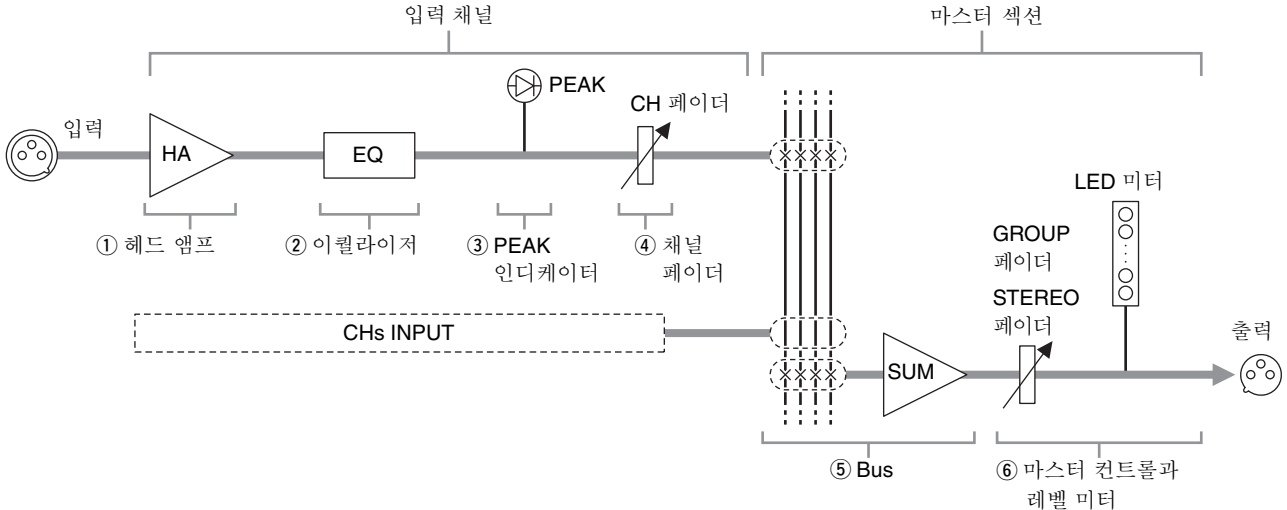 입력 채널
마스터 섹션
PEAK
CH 페이더
입력
HA
EQ
LED 미터
① 헤드 앰프
② 이퀄라이저
③ PEAK
인디케이터
④ 채널
페이더
GROUP
페이더
STEREO
페이더
CHs INPUT
출력
SUM
⑤ Bus
⑥ 마스터 컨트롤과
레벨 미터